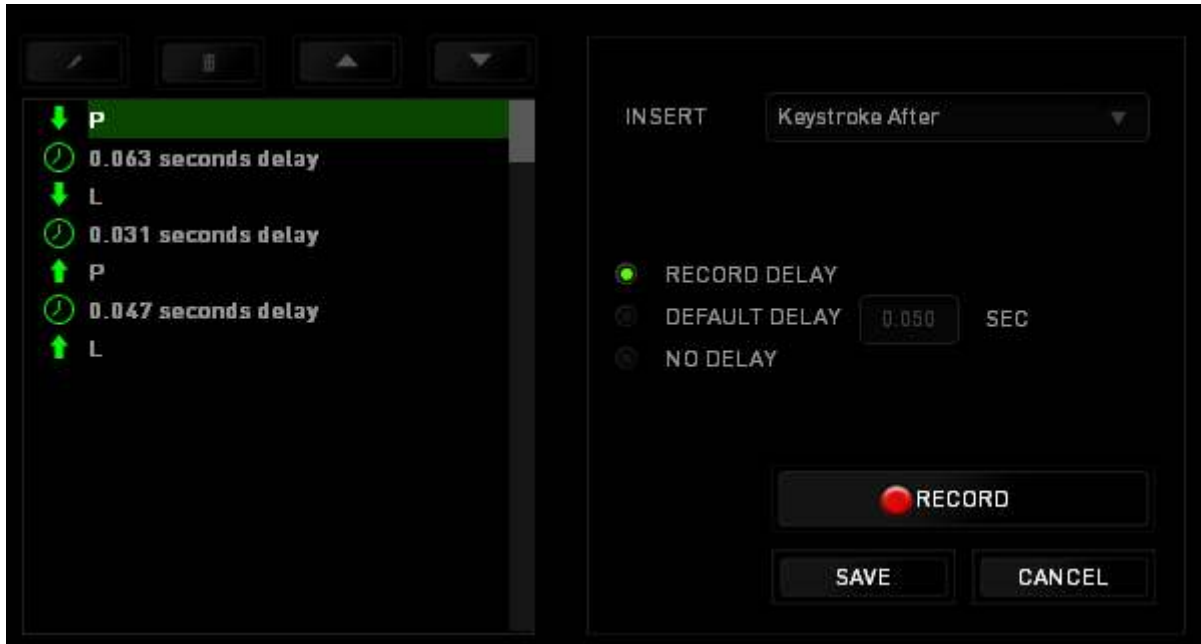 P
0.063 seconds delay
L
0.031 seconds delay
P
0.047 seconds delay
L
INSERT Keystroke After
RECORD DELAY
DEFAULT DELAY 0.050 SEC
NO DELAY
RECORD
SAVE CANCEL